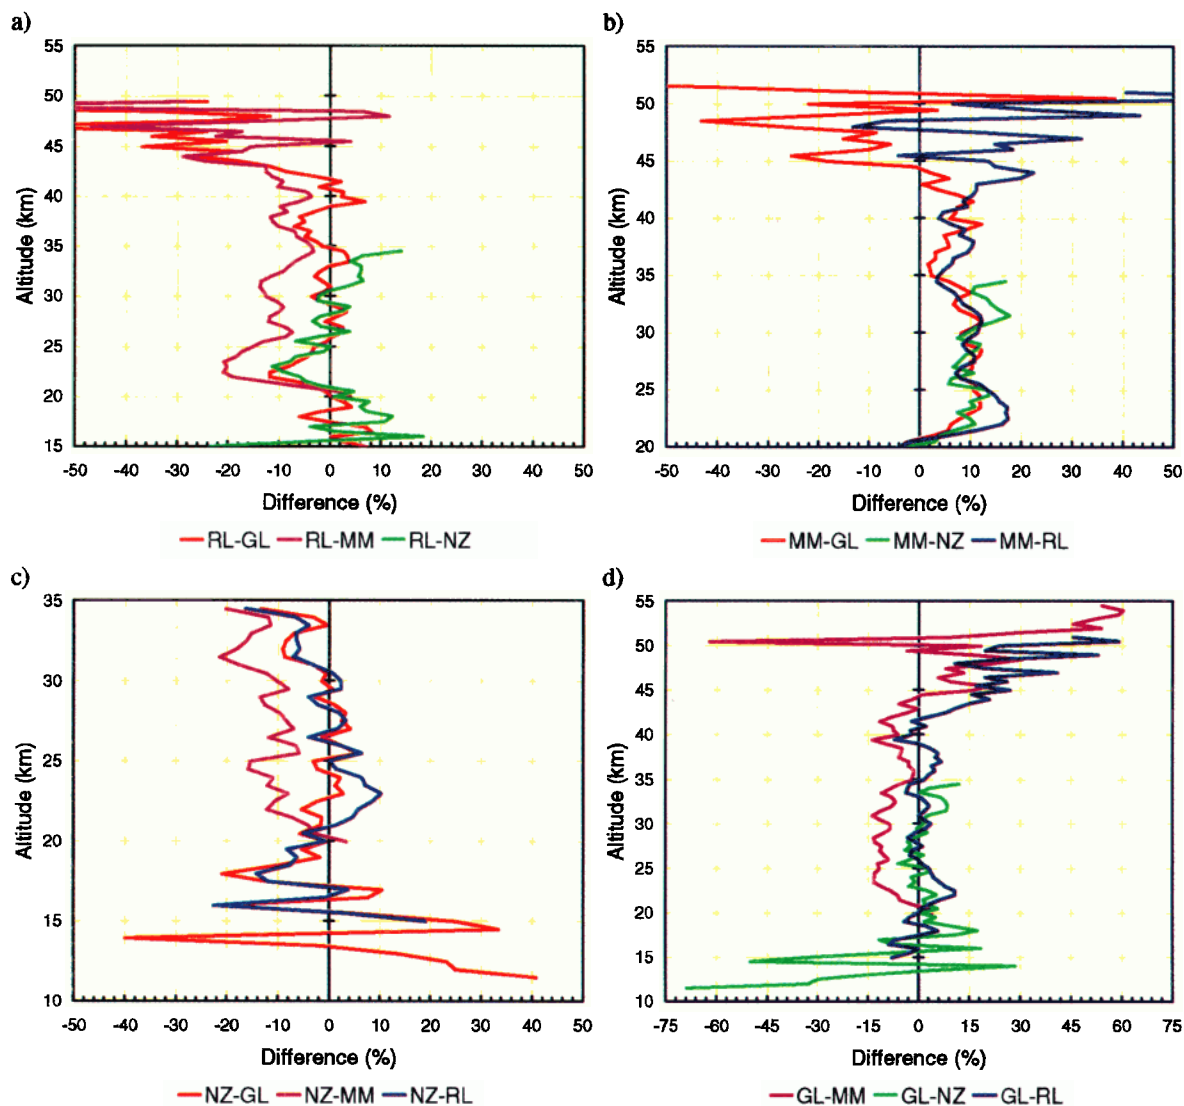 a)
55
50
45
40
35
30
25
20
15
Altitude (km)
-50 -40 -30 -20 -10 0 10 20 30 40 50
Difference (%)
RL-GL RL-MM RL-NZ
b)
55
50
45
40
35
30
25
20
Altitude (km)
-50 -40 -30 -20 -10 0 10 20 30 40 50
Difference (%)
MM-GL MM-NZ MM-RL
c)
35
30
25
20
15
10
Altitude (km)
-50 -40 -30 -20 -10 0 10 20 30 40 50
Difference (%)
NZ-GL NZ-MM NZ-RL
d)
55
50
45
40
35
30
25
20
15
10
Altitude (km)
-75 -60 -45 -30 -15 0 15 30 45 60 75
Difference (%)
GL-MM GL-NZ GL-RL